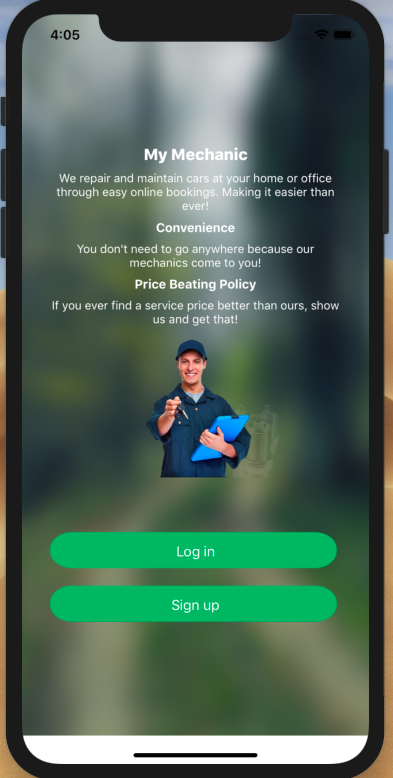 4:05
My Mechanic
We repair and maintain cars at your home or office
through easy online bookings. Making it easier than
ever!
Convenience
You don't need to go anywhere because our
mechanics come to you!
Price Beating Policy
If you ever find a service price better than ours, show
us and get that!
Log in
Sign up